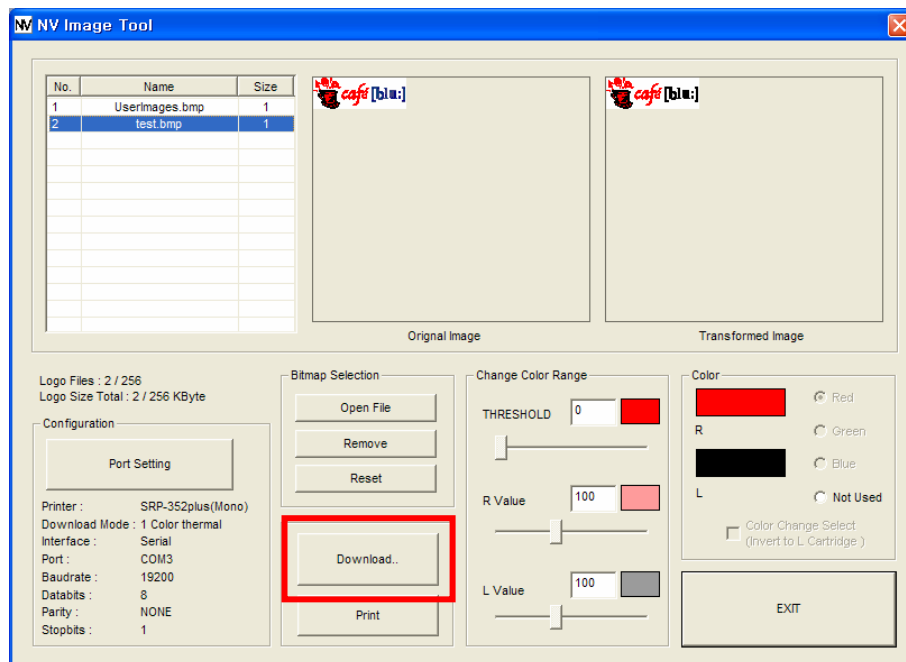 NV NV Image Tool
No. Name Size
1 UserImages.bmp 1
2 test.bmp 1
café [blu:]
café [blu:]
Orignal Image
Transformed Image
Logo Files : 2 / 256
Logo Size Total : 2 / 256 KByte
Configuration
Port Setting
Printer : SRP-352plus(Mono)
Download Mode : 1 Color thermal
Interface : Serial
Port : COM3
Baudrate : 19200
Databits : 8
Parity : NONE
Stopbits : 1
Bitmap Selection
Open File
Remove
Reset
Download..
Print
Change Color Range
THRESHOLD 0
R Value 100
L Value 100
Color
R
L
Red
Green
Blue
Not Used
Color Change Select
(Invert to L Cartridge )
EXIT